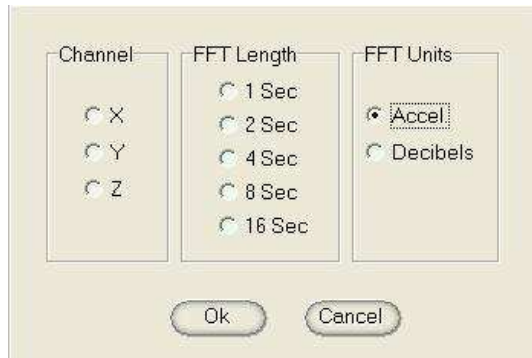 Channel
X
Y
Z
FFT Length
1 Sec
2 Sec
4 Sec
8 Sec
16 Sec
FFT Units
Accel.
Decibels
Ok
Cancel